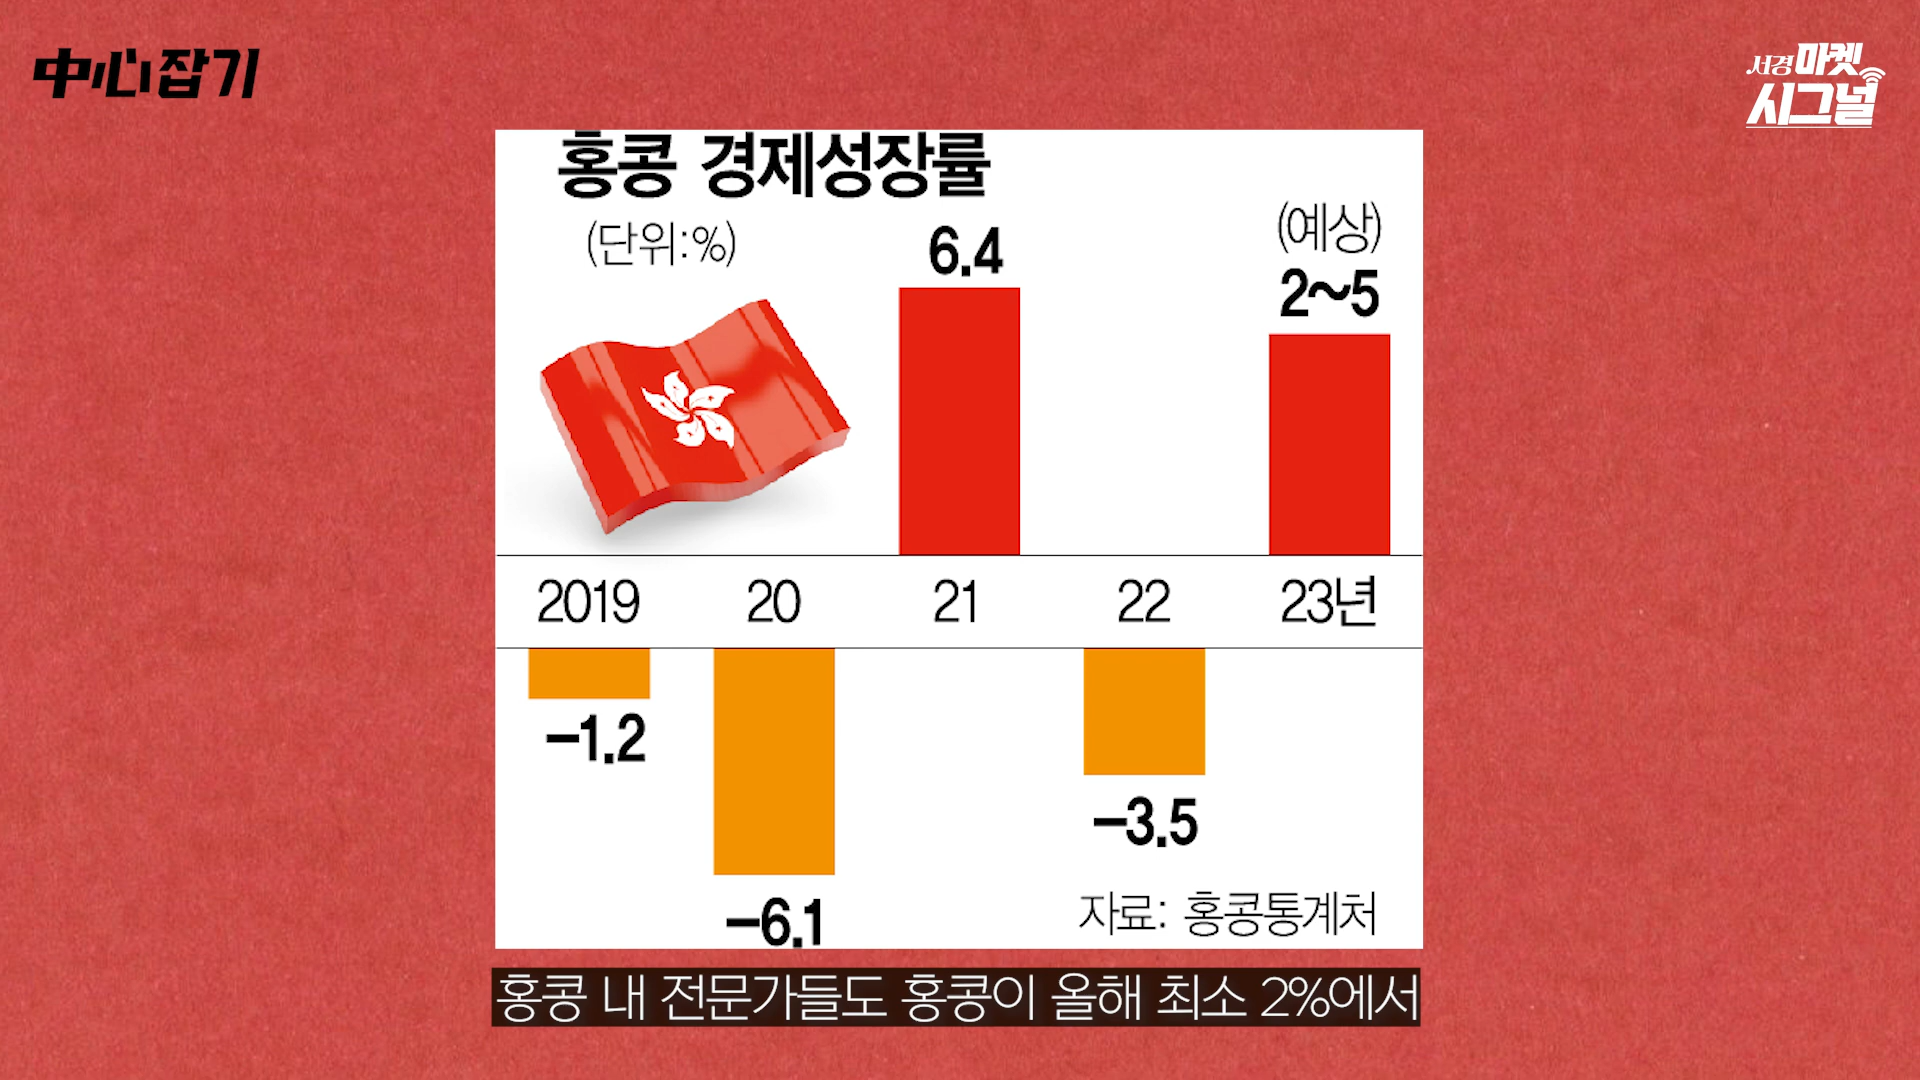 中心잡기
서경 마켓
시그널
홍콩 경제성장률
(단위:%)
6.4
(예상)
2~5
2019 20 21 22 23년
-1.2
-3.5
-6.1
자료: 홍콩통계처
홍콩 내 전문가들도 홍콩이 올해 최소 2%에서